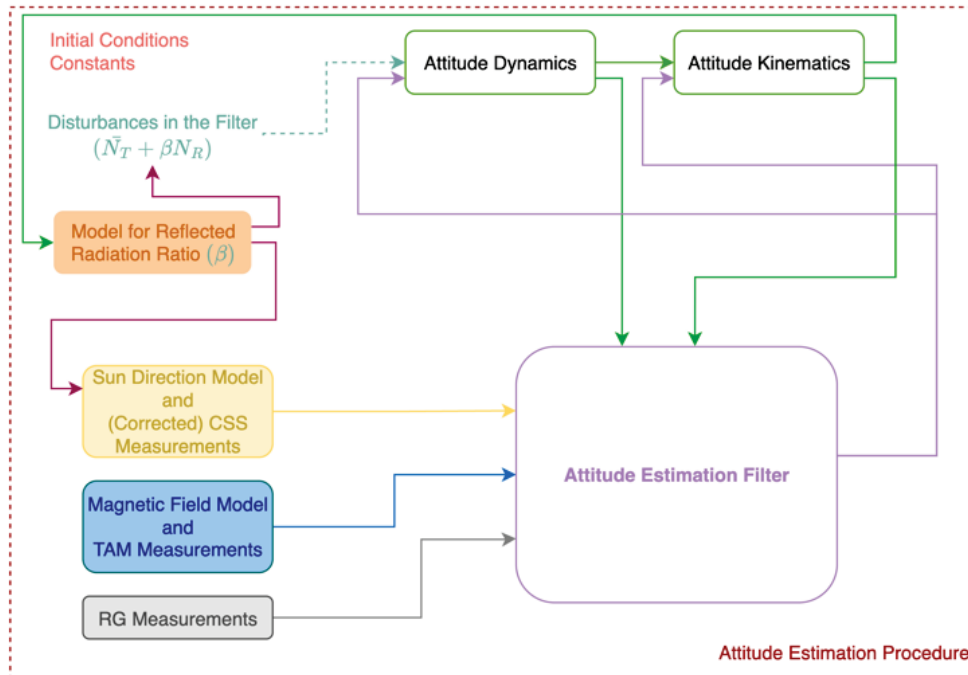 Initial Conditions
Constants
Attitude Dynamics
Attitude Kinematics
Disturbances in the Filter
(N̄_T + βN_R)
Model for Reflected
Radiation Ratio (β)
Sun Direction Model
and
(Corrected) CSS
Measurements
Magnetic Field Model
and
TAM Measurements
RG Measurements
Attitude Estimation Filter
Attitude Estimation Procedure